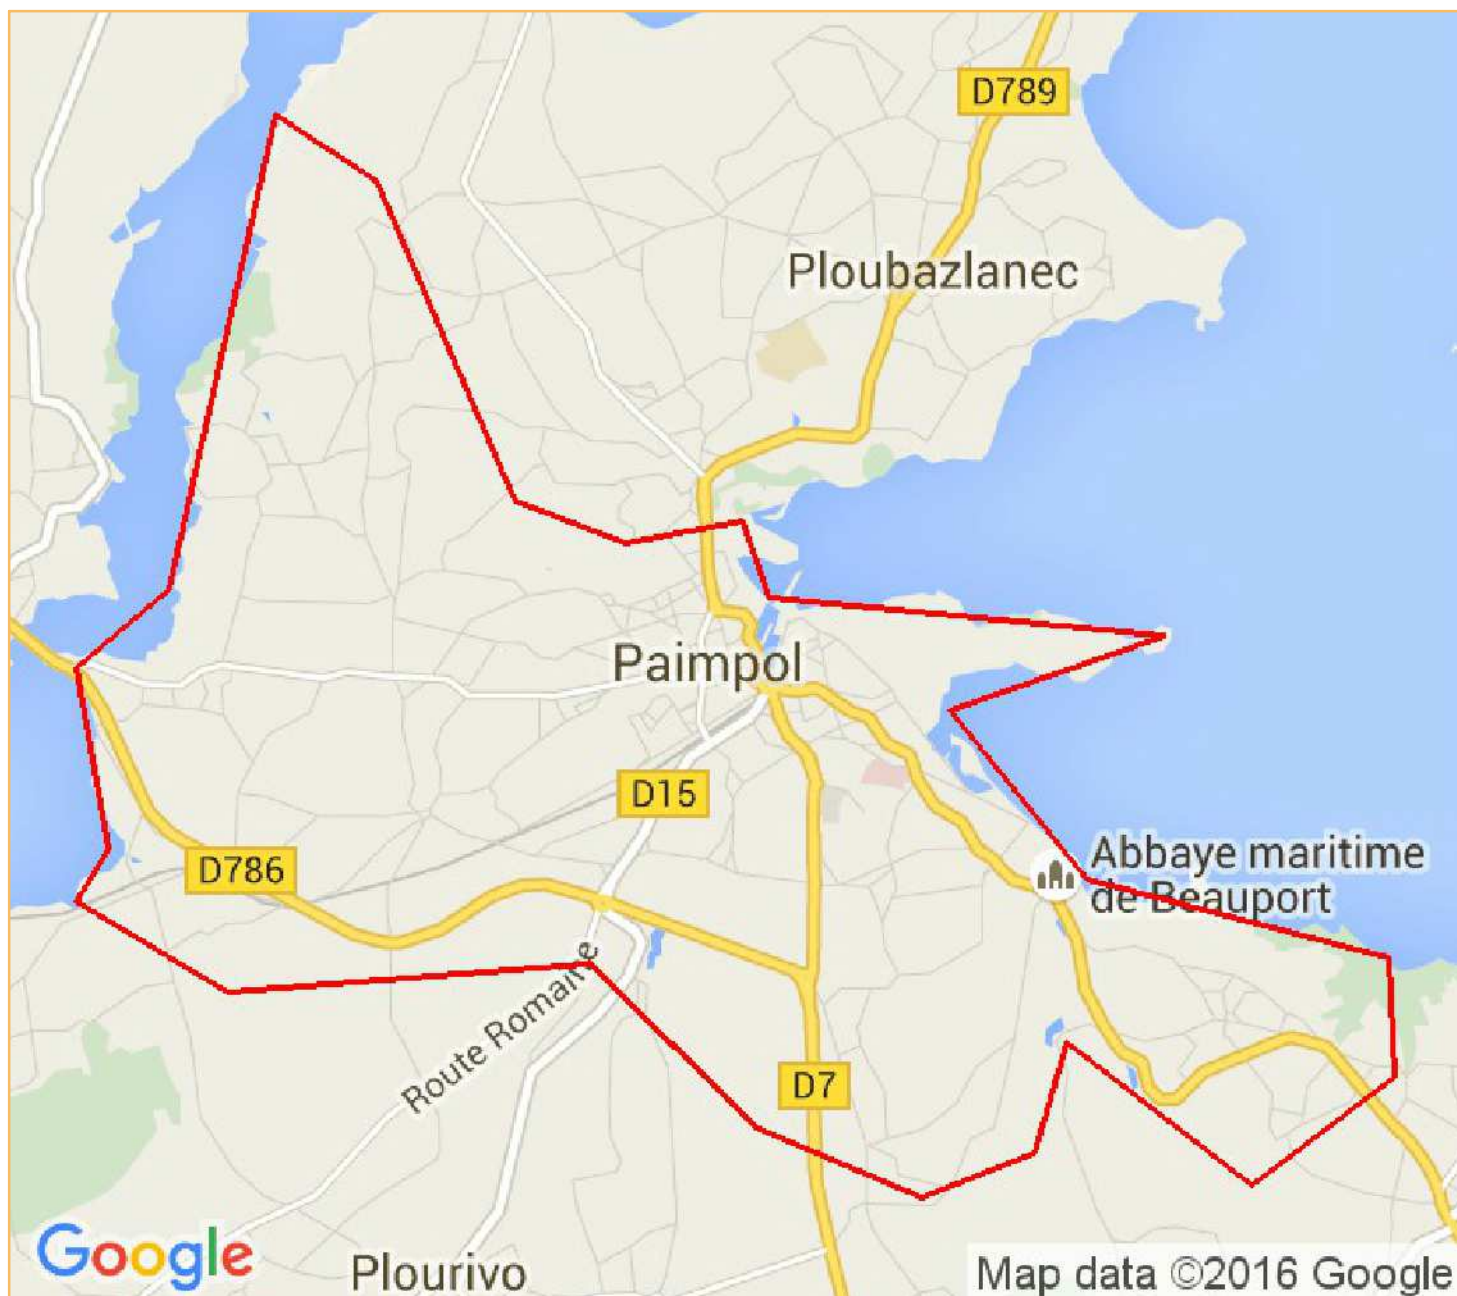 D789
Ploubazlanec
Paimpol
D15
Abbaye maritime
de Beauport
D786
Route Romaine
D7
Google
Plourivo
Map data ©2016 Google